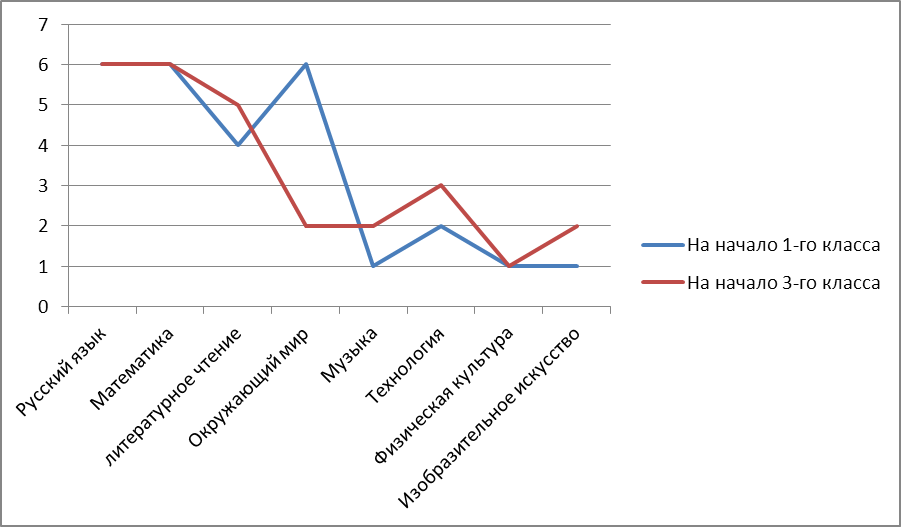 7
6
5
4
3
2
1
0
Русский язык
Математика
литературное чтение
Окружающий мир
Музыка
Технология
Физическая культура
Изобразительное искусство
На начало 1-го класса
На начало 3-го класса